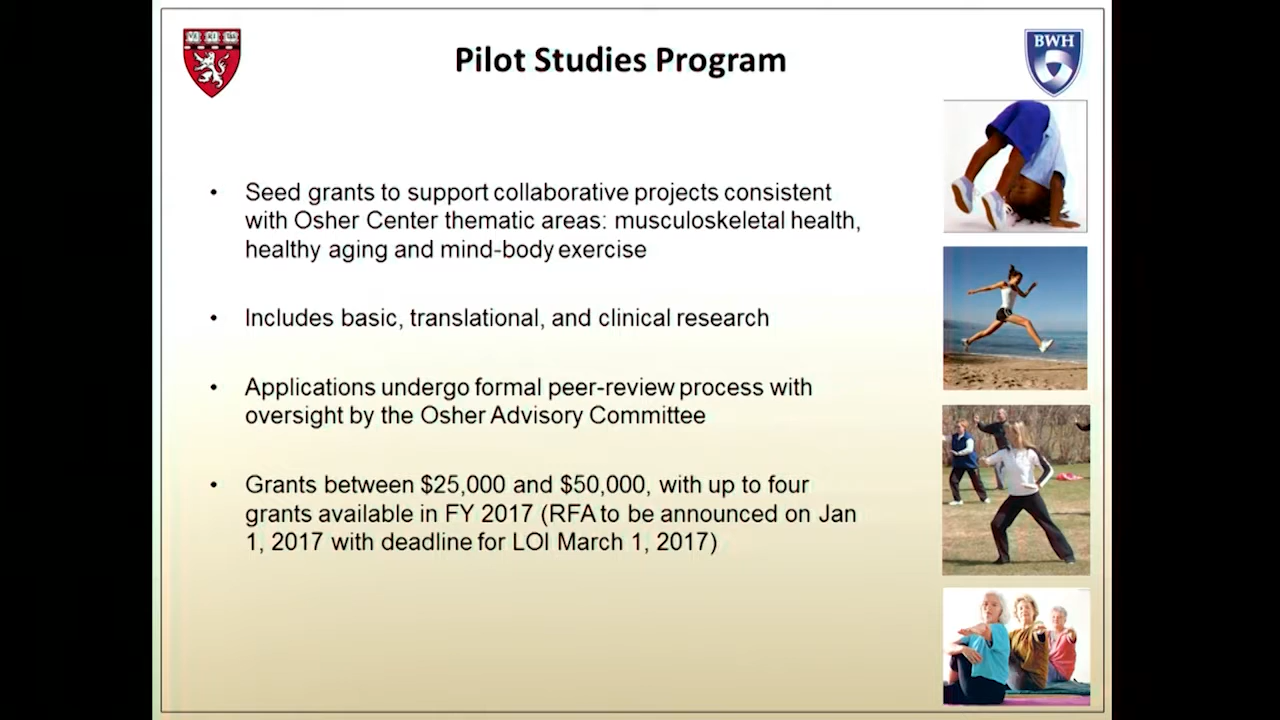 Pilot Studies Program
BWH
• Seed grants to support collaborative projects consistent
with Osher Center thematic areas: musculoskeletal health,
healthy aging and mind-body exercise
• Includes basic, translational, and clinical research
• Applications undergo formal peer-review process with
oversight by the Osher Advisory Committee
• Grants between $25,000 and $50,000, with up to four
grants available in FY 2017 (RFA to be announced on Jan
1, 2017 with deadline for LOI March 1, 2017)